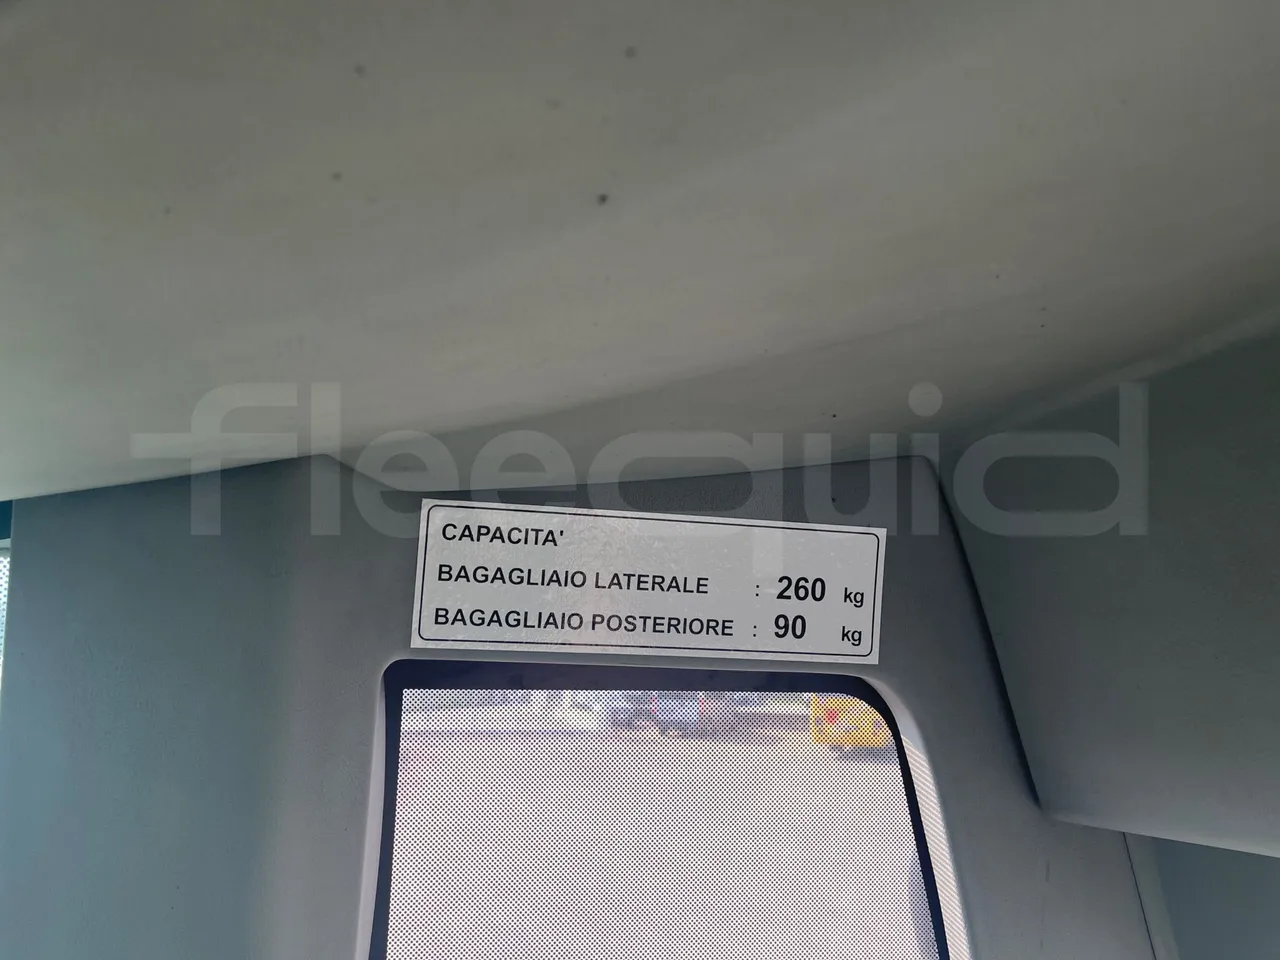 fleequid
CAPACITA'
BAGAGLIAIO LATERALE : 260 kg
BAGAGLIAIO POSTERIORE : 90 kg